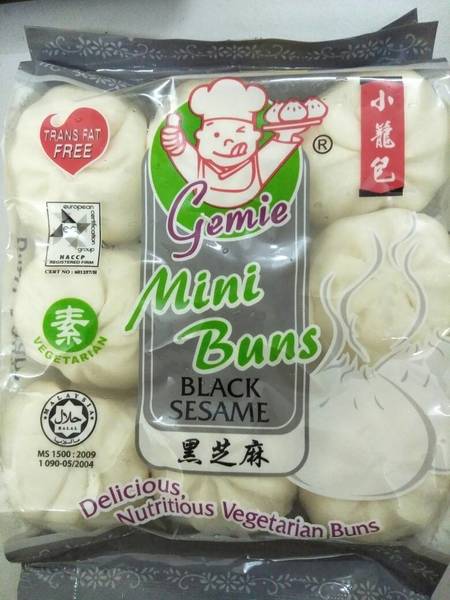 TRANS FAT
FREE
小籠包
®
Gemie
european
certification
group
HACCP
REGISTERED FIRM
Mini
Buns
素
VEGETARIAN
BLACK
SESAME
黑芝麻
MALAYSIA
حلال
HALAL
MS 1500 : 2009
1 090-05/2004
Delicious,
Nutritious Vegetarian Buns